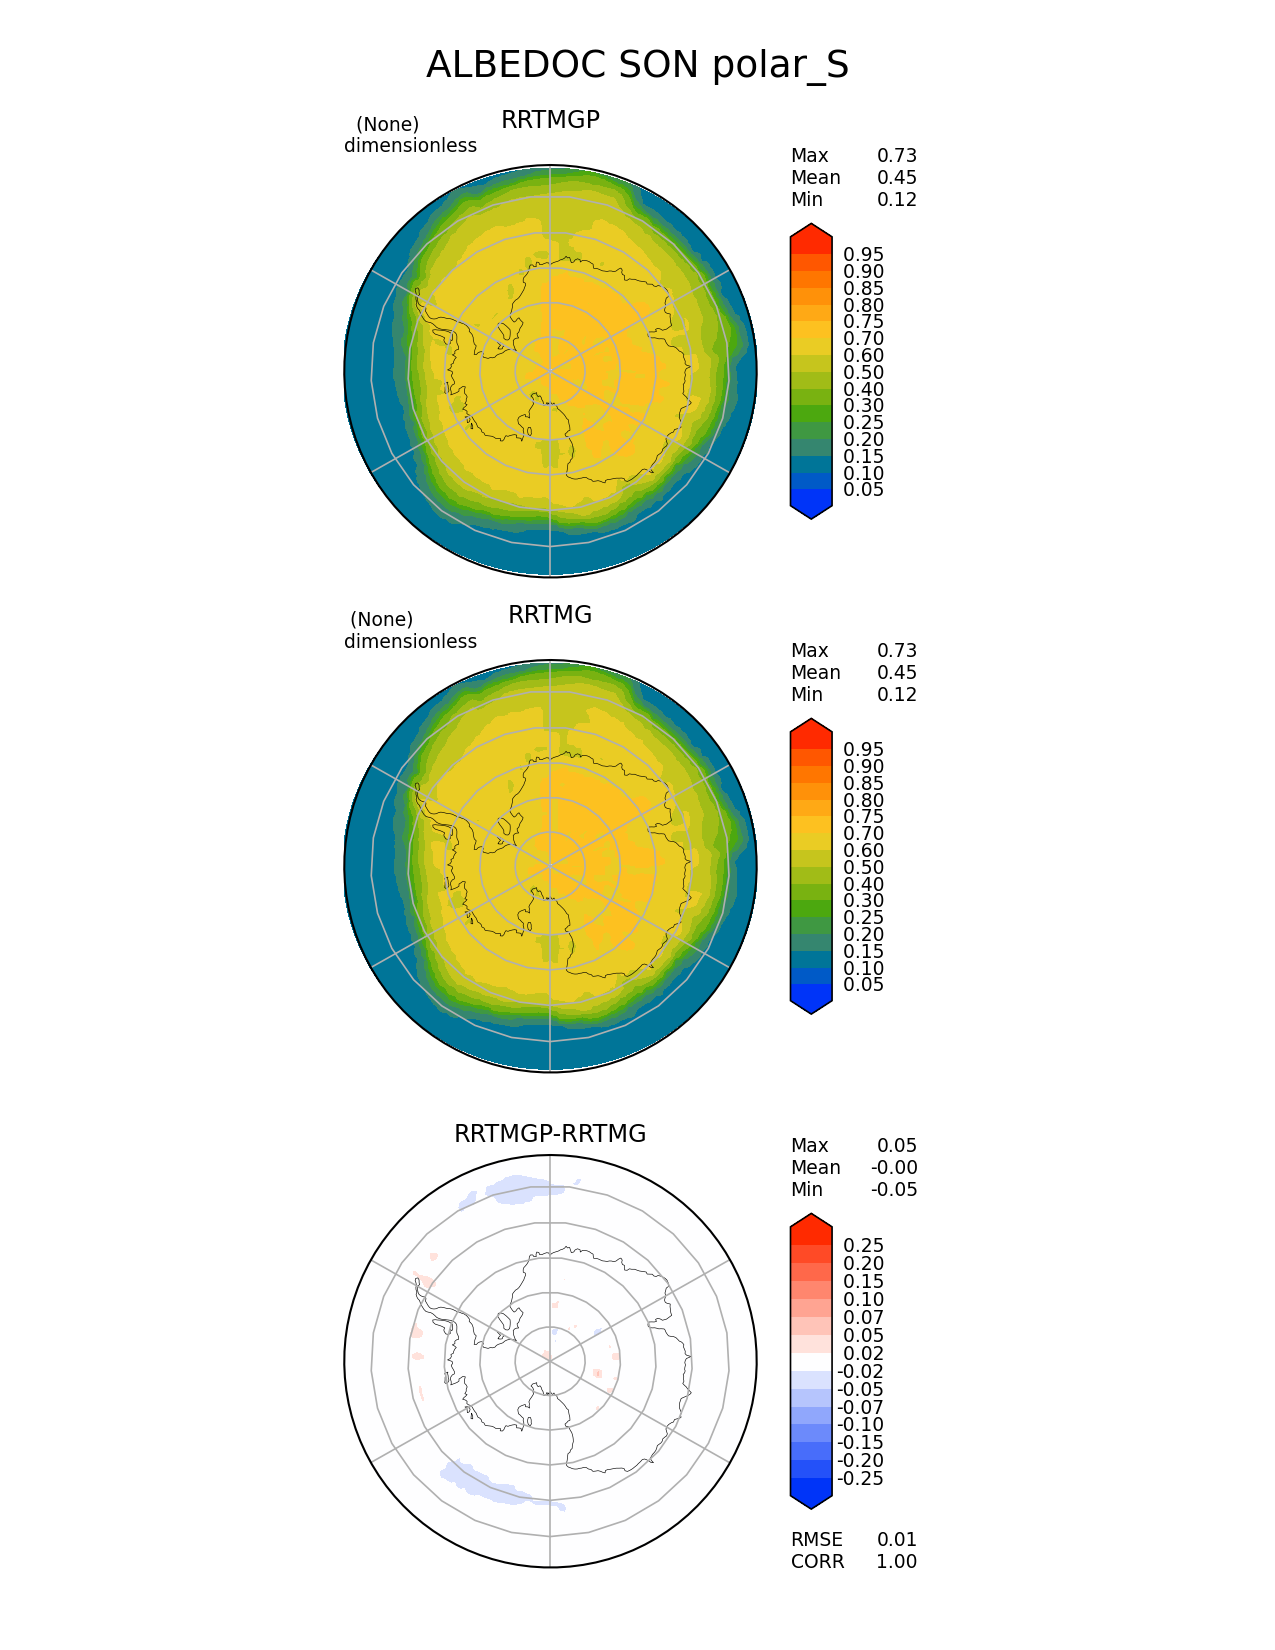 ALBEDOC SON polar_S
RRTMGP
(None)
dimensionless
Max 0.73
Mean 0.45
Min 0.12
0.95
0.90
0.85
0.80
0.75
0.70
0.60
0.50
0.40
0.30
0.25
0.20
0.15
0.10
0.05
RRTMG
(None)
dimensionless
Max 0.73
Mean 0.45
Min 0.12
0.95
0.90
0.85
0.80
0.75
0.70
0.60
0.50
0.40
0.30
0.25
0.20
0.15
0.10
0.05
RRTMGP-RRTMG
Max 0.05
Mean -0.00
Min -0.05
0.25
0.20
0.15
0.10
0.07
0.05
0.02
-0.02
-0.05
-0.07
-0.10
-0.15
-0.20
-0.25
RMSE 0.01
CORR 1.00